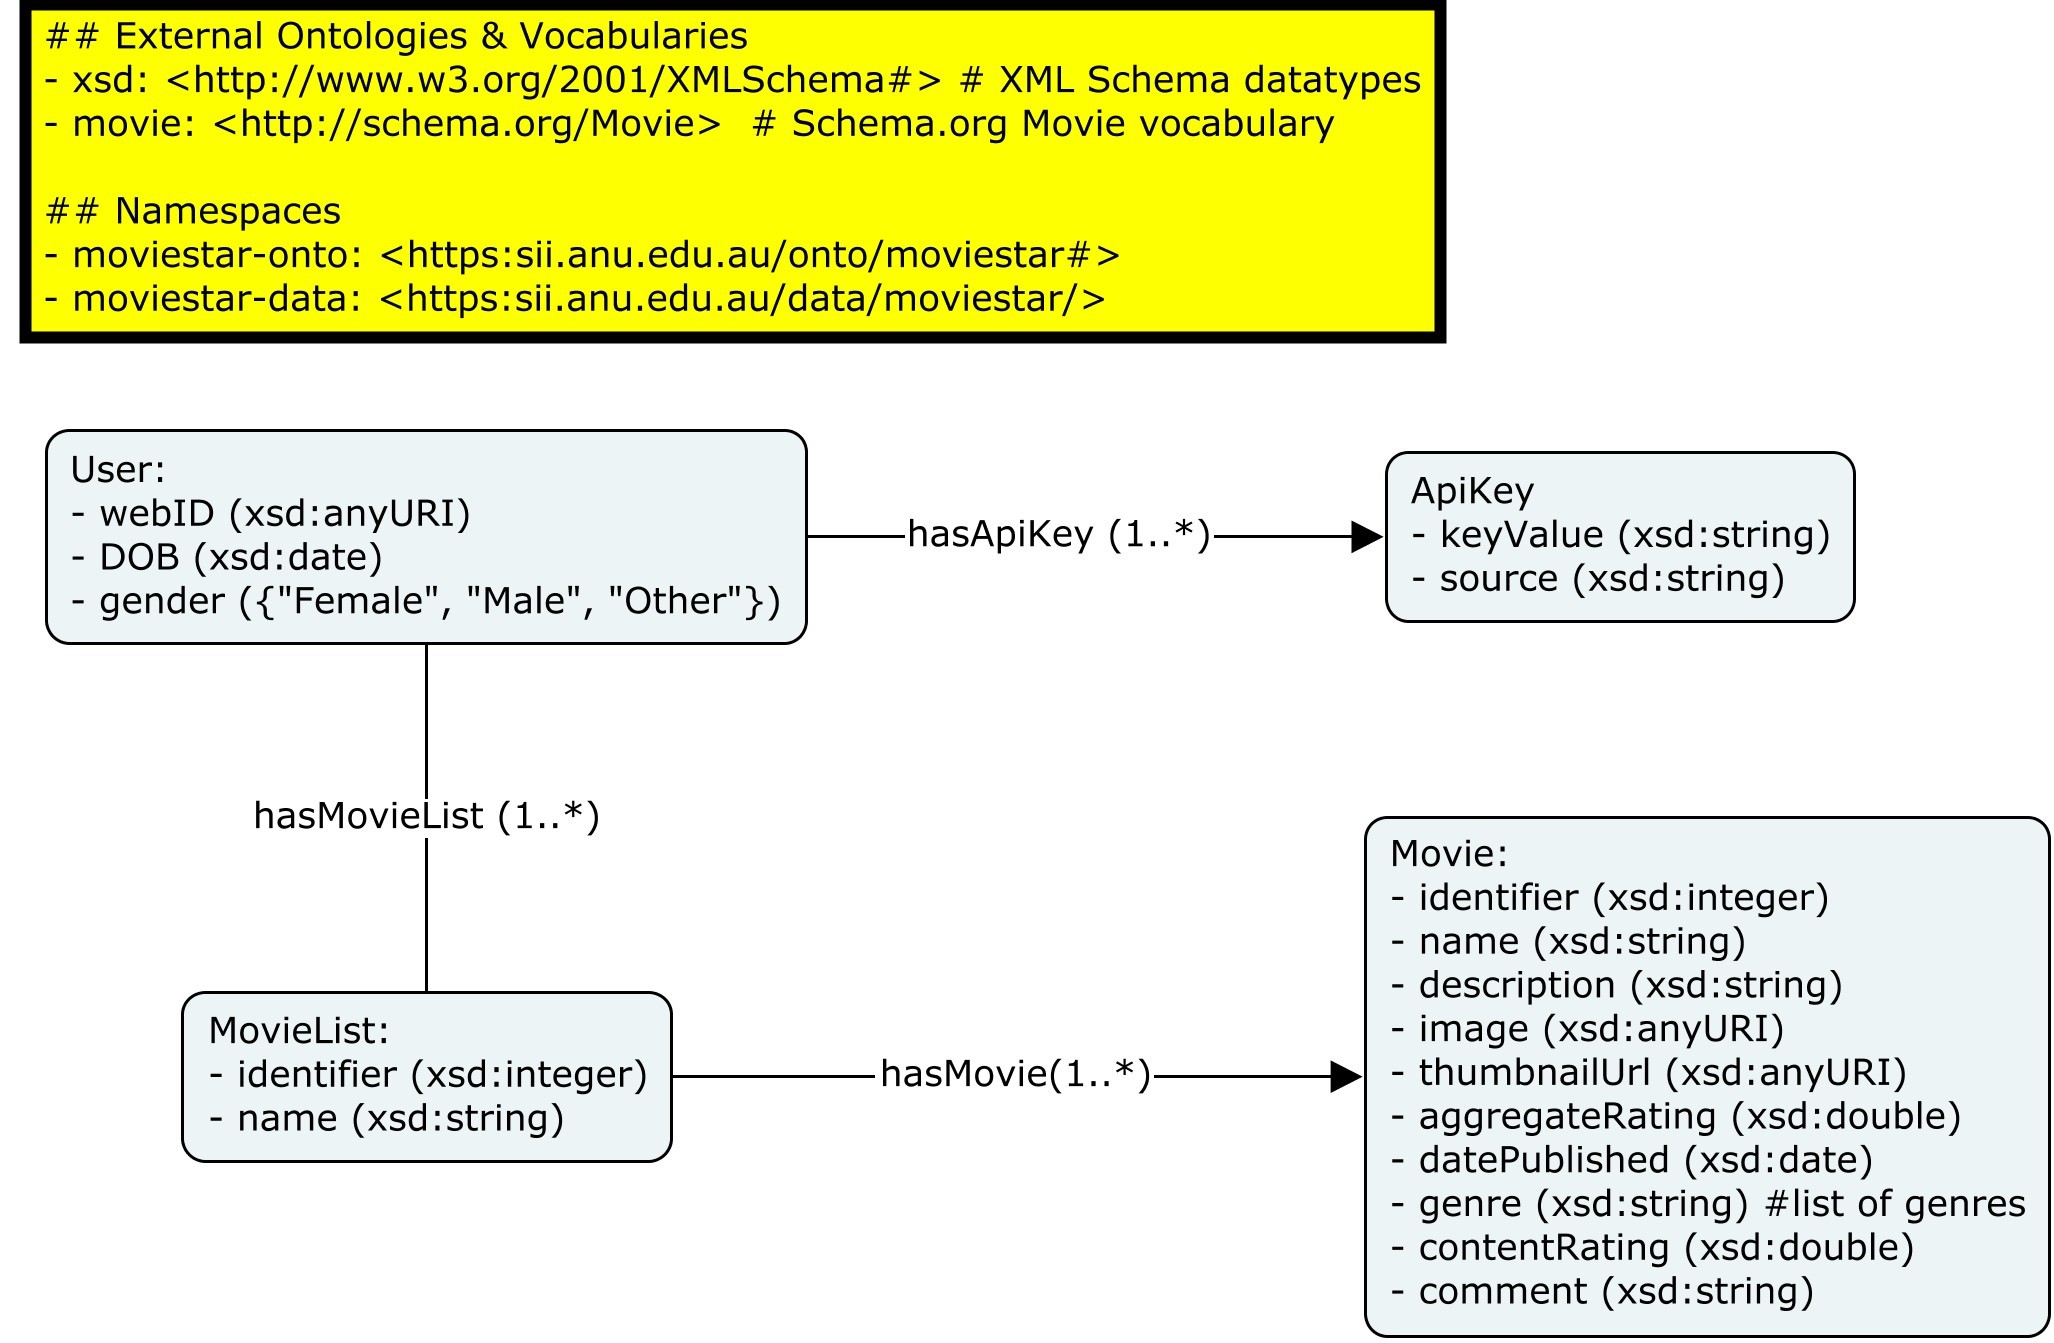 ## External Ontologies & Vocabularies
- xsd: <http://www.w3.org/2001/XMLSchema#> # XML Schema datatypes
- movie: <http://schema.org/Movie>  # Schema.org Movie vocabulary
## Namespaces
- moviestar-onto: <https:sii.anu.edu.au/onto/moviestar#>
- moviestar-data: <https:sii.anu.edu.au/data/moviestar/>
User:
- webID (xsd:anyURI)
- DOB (xsd:date)
- gender ({"Female", "Male", "Other"})
hasApiKey (1..*)
ApiKey
- keyValue (xsd:string)
- source (xsd:string)
hasMovieList (1..*)
MovieList:
- identifier (xsd:integer)
- name (xsd:string)
hasMovie(1..*)
Movie:
- identifier (xsd:integer)
- name (xsd:string)
- description (xsd:string)
- image (xsd:anyURI)
- thumbnailUrl (xsd:anyURI)
- aggregateRating (xsd:double)
- datePublished (xsd:date)
- genre (xsd:string) #list of genres
- contentRating (xsd:double)
- comment (xsd:string)